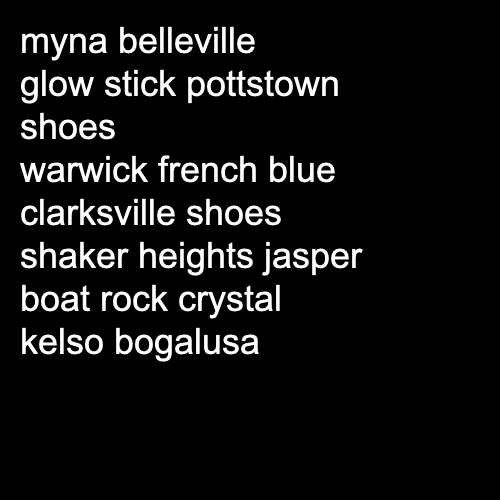 myna belleville
glow stick pottstown
shoes
warwick french blue
clarksville shoes
shaker heights jasper
boat rock crystal
kelso bogalusa